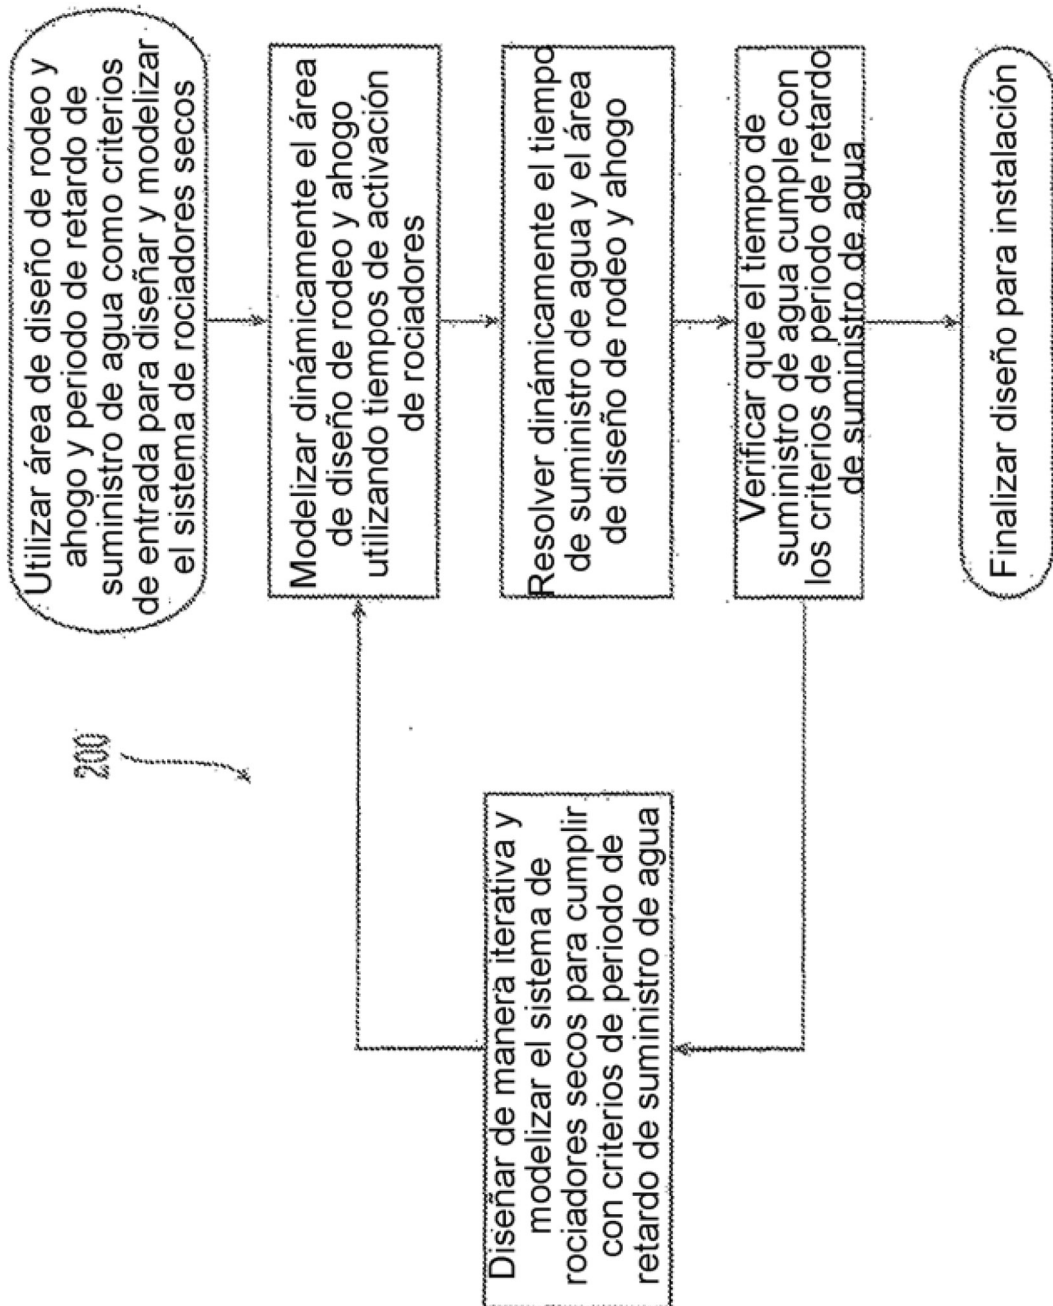 Utilizar área de diseño de rodeo y
ahogo y periodo de retardo de
suministro de agua como criterios
de entrada para diseñar y modelizar
el sistema de rociadores secos
Modelizar dinámicamente el área
de diseño de rodeo y ahogo
utilizando tiempos de activación
de rociadores
Resolver dinámicamente el tiempo
de suministro de agua y el área
de diseño de rodeo y ahogo
Verificar que el tiempo de
suministro de agua cumple con
los criterios de periodo de retardo
de suministro de agua
Finalizar diseño para instalación
200
Diseñar de manera iterativa y
modelizar el sistema de
rociadores secos para cumplir
con criterios de periodo de
retardo de suministro de agua